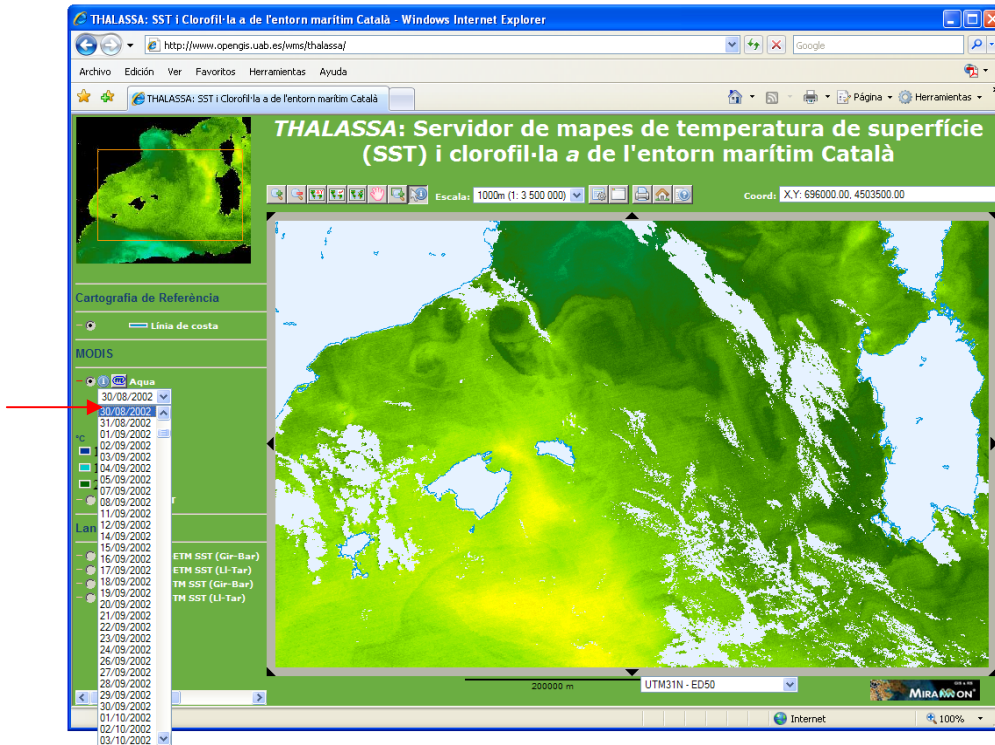 THALASSA: SST i Clorofil·la a de l'entorn marítim Català - Windows Internet Explorer
http://www.opengis.uab.es/wms/thalassa/
Google
Archivo Edición Ver Favoritos Herramientas Ayuda
THALASSA: SST i Clorofil·la a de l'entorn marítim Català
Página Herramientas
THALASSA: Servidor de mapes de temperatura de superfície
(SST) i clorofil·la a de l'entorn marítim Català
Escala: 1000m (1: 3 500 000)
Coord: X,Y: 696000.00, 4503500.00
Cartografia de Referència
Línia de costa
MODIS
Aqua
30/08/2002
30/08/2002
31/08/2002
01/09/2002
°C 02/09/2002
03/09/2002
04/09/2002
05/09/2002
07/09/2002
08/09/2002
11/09/2002
Lan 12/09/2002
14/09/2002
15/09/2002
16/09/2002 ETM SST (Gir-Bar)
17/09/2002 ETM SST (Ll-Tar)
18/09/2002 TM SST (Gir-Bar)
19/09/2002 TM SST (Ll-Tar)
20/09/2002
21/09/2002
22/09/2002
23/09/2002
24/09/2002
26/09/2002
27/09/2002
28/09/2002
29/09/2002
30/09/2002
01/10/2002
02/10/2002
03/10/2002
200000 m
UTM31N - ED50
MIRAMON
Internet
100%